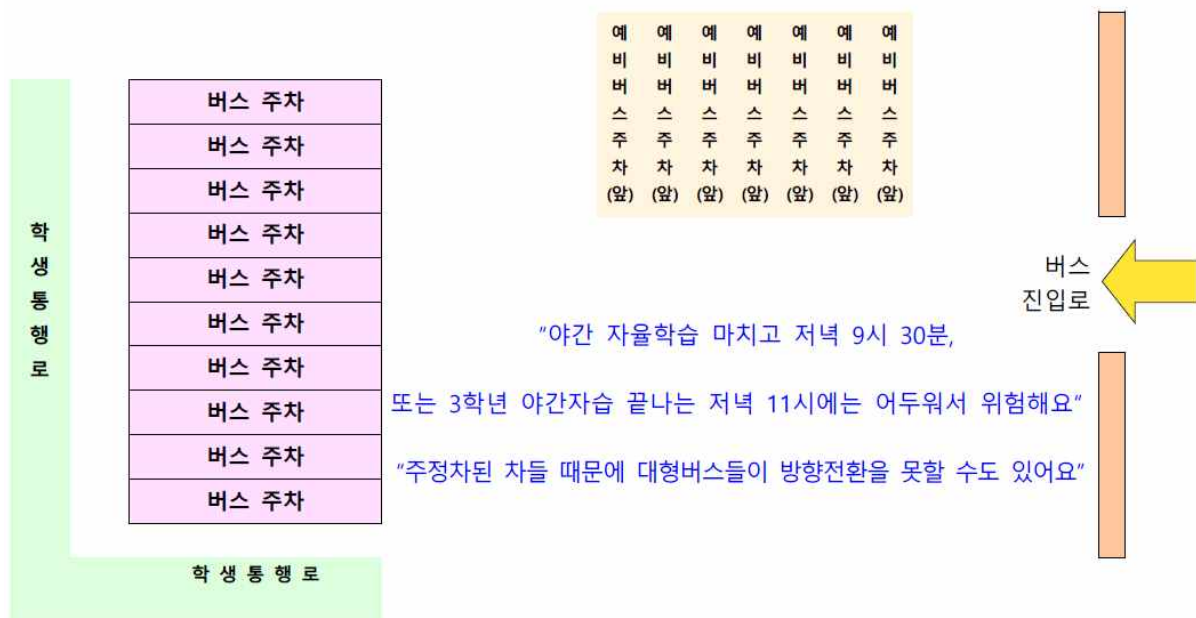 예비버스주차(앞)
예비버스주차(앞)
예비버스주차(앞)
예비버스주차(앞)
예비버스주차(앞)
예비버스주차(앞)
예비버스주차(앞)
버스 주차
버스 주차
버스 주차
버스 주차
버스 주차
버스 주차
버스 주차
버스 주차
버스 주차
버스 주차
학생통행로
버스
진입로
"야간 자율학습 마치고 저녁 9시 30분,
또는 3학년 야간자습 끝나는 저녁 11시에는 어두워서 위험해요"
"주정차된 차들 때문에 대형버스들이 방향전환을 못할 수도 있어요"
학 생 통 행 로